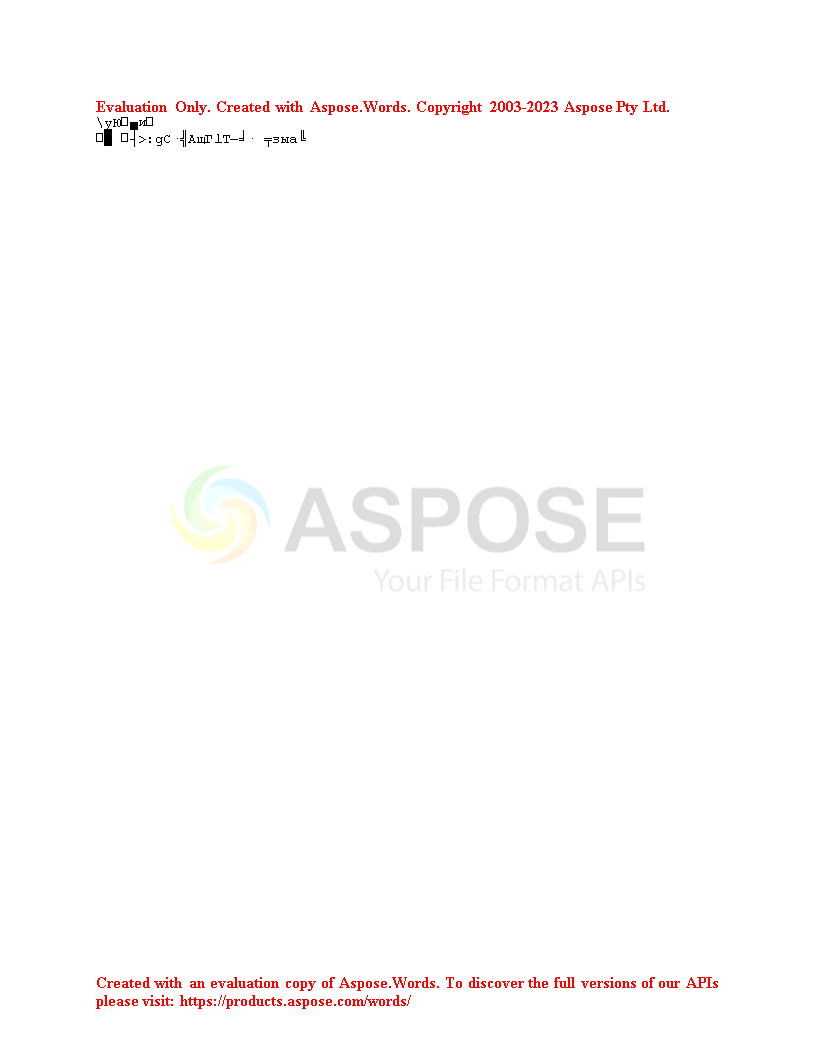 Evaluation Only. Created with Aspose.Words. Copyright 2003-2023 Aspose Pty Ltd.
\уЮ□▄и□
□█ □┤>:gC·╣АщГlТ─╛· ╤зыа╚
ASPOSE
Your File Format APIs
Created with an evaluation copy of Aspose.Words. To discover the full versions of our APIs
please visit: https://products.aspose.com/words/